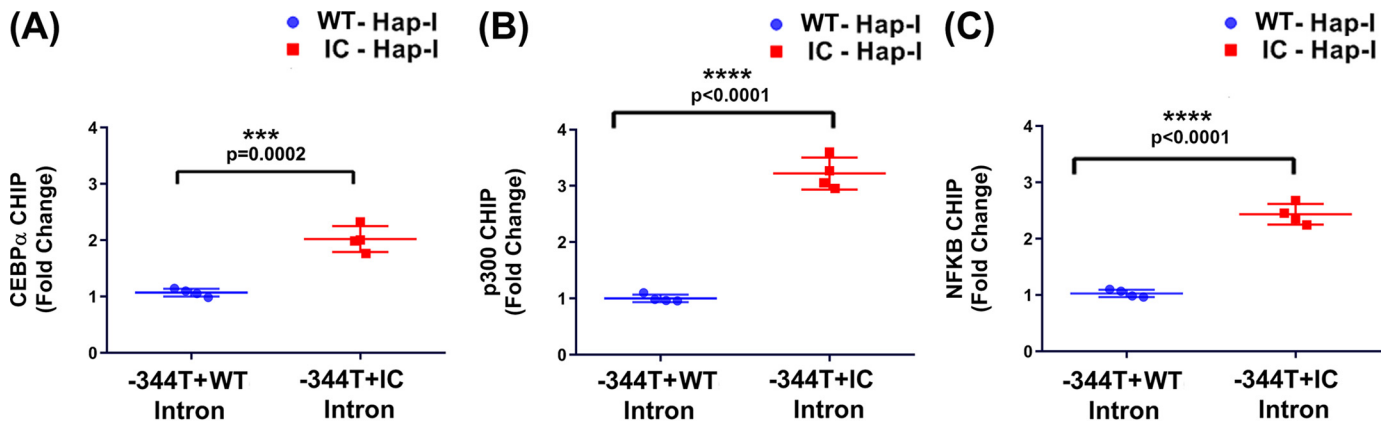 (A)
WT- Hap-I
IC - Hap-I
***
p=0.0002
CEBPα CHIP
(Fold Change)
4
3
2
1
0
-344T+WT
Intron
-344T+IC
Intron
(B)
WT- Hap-I
IC - Hap-I
****
p<0.0001
p300 CHIP
(Fold Change)
4
3
2
1
0
-344T+WT
Intron
-344T+IC
Intron
(C)
WT- Hap-I
IC - Hap-I
****
p<0.0001
NFKB CHIP
(Fold Change)
4
3
2
1
0
-344T+WT
Intron
-344T+IC
Intron